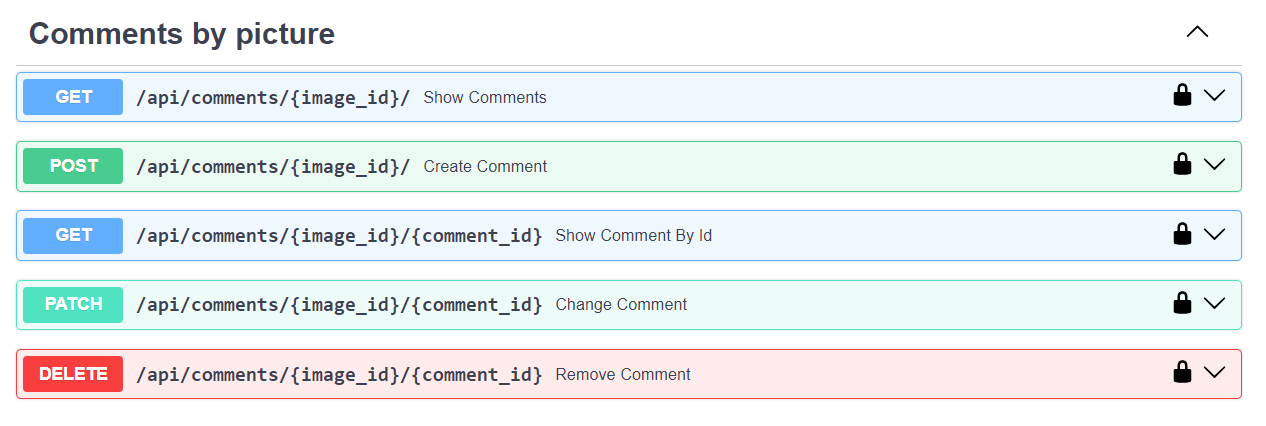 Comments by picture
GET /api/comments/{image_id}/ Show Comments
POST /api/comments/{image_id}/ Create Comment
GET /api/comments/{image_id}/{comment_id} Show Comment By Id
PATCH /api/comments/{image_id}/{comment_id} Change Comment
DELETE /api/comments/{image_id}/{comment_id} Remove Comment